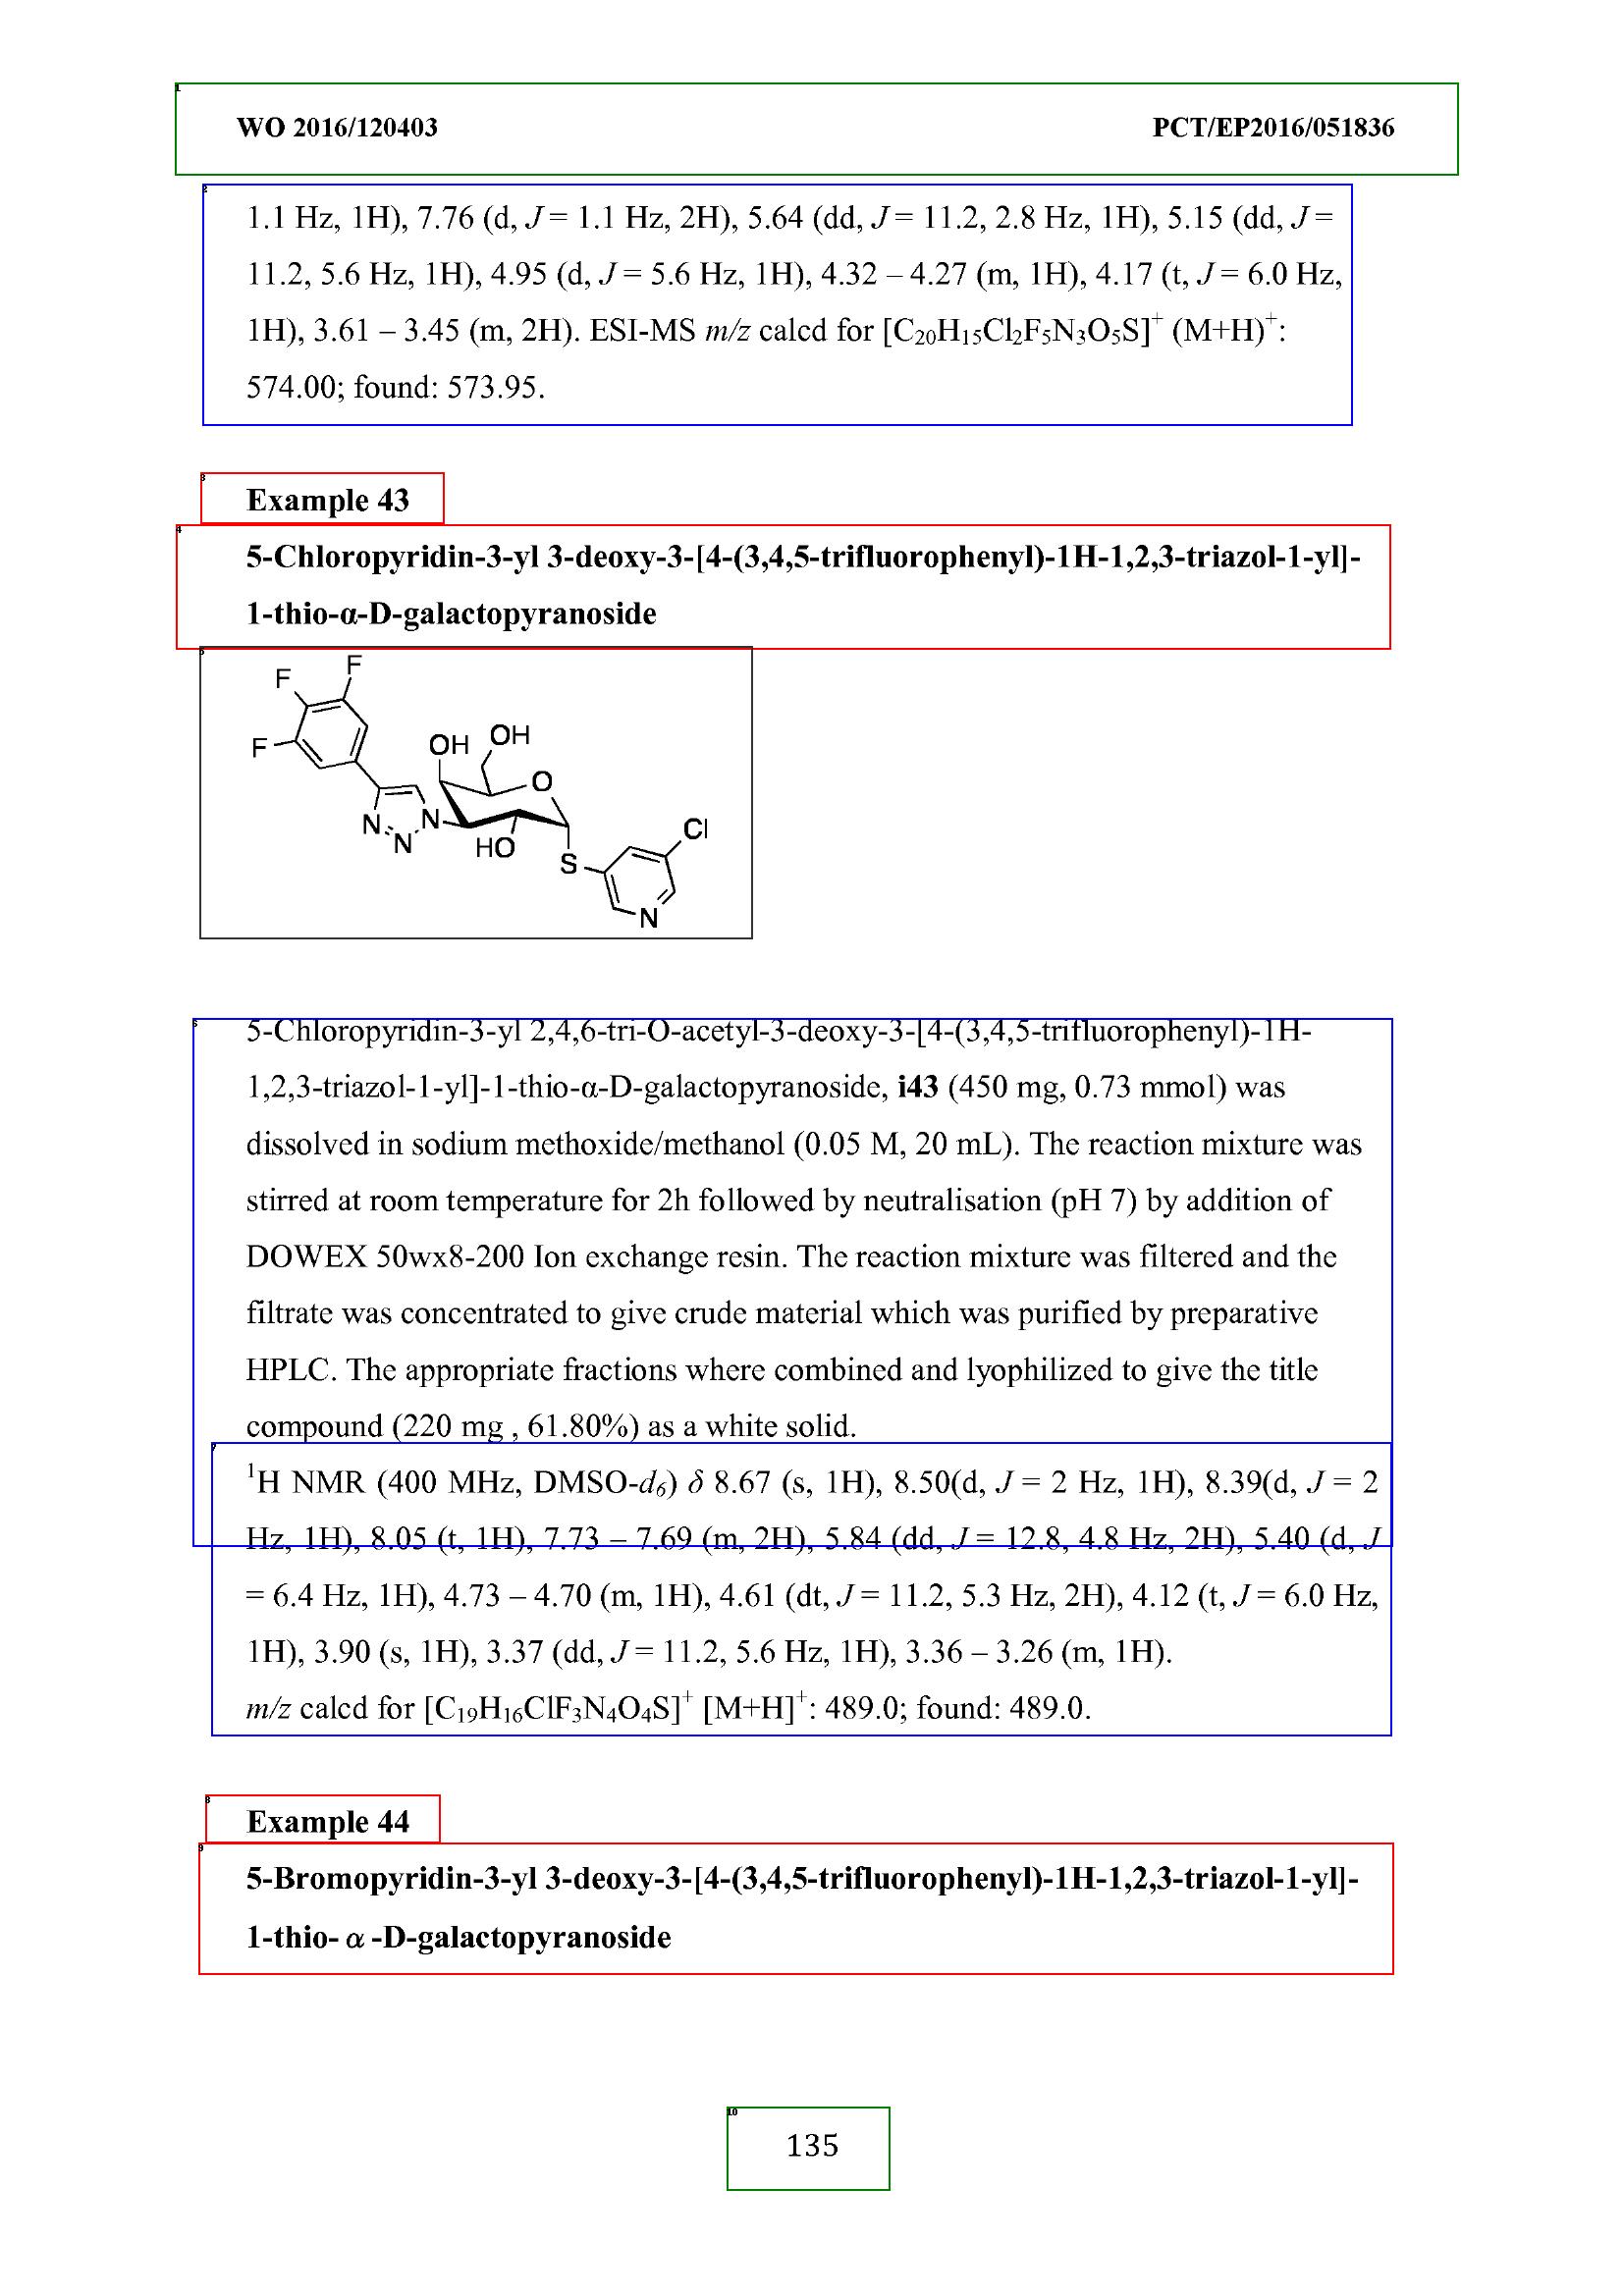 WO 2016/120403 PCT/EP2016/051836
1.1 Hz, 1H), 7.76 (d, J = 1.1 Hz, 2H), 5.64 (dd, J = 11.2, 2.8 Hz, 1H), 5.15 (dd, J =
11.2, 5.6 Hz, 1H), 4.95 (d, J = 5.6 Hz, 1H), 4.32 – 4.27 (m, 1H), 4.17 (t, J = 6.0 Hz,
1H), 3.61 – 3.45 (m, 2H). ESI-MS m/z calcd for [C20H15Cl2F5N3O5S]+ (M+H)+:
574.00; found: 573.95.
Example 43
5-Chloropyridin-3-yl 3-deoxy-3-[4-(3,4,5-trifluorophenyl)-1H-1,2,3-triazol-1-yl]-
1-thio-α-D-galactopyranoside
F
F
F
OH
OH
O
N
N
N
HO
S
Cl
N
5-Chloropyridin-3-yl 2,4,6-tri-O-acetyl-3-deoxy-3-[4-(3,4,5-trifluorophenyl)-1H-
1,2,3-triazol-1-yl]-1-thio-α-D-galactopyranoside, i43 (450 mg, 0.73 mmol) was
dissolved in sodium methoxide/methanol (0.05 M, 20 mL). The reaction mixture was
stirred at room temperature for 2h followed by neutralisation (pH 7) by addition of
DOWEX 50wx8-200 Ion exchange resin. The reaction mixture was filtered and the
filtrate was concentrated to give crude material which was purified by preparative
HPLC. The appropriate fractions where combined and lyophilized to give the title
compound (220 mg , 61.80%) as a white solid.
1H NMR (400 MHz, DMSO-d6) δ 8.67 (s, 1H), 8.50(d, J = 2 Hz, 1H), 8.39(d, J = 2
Hz, 1H), 8.05 (t, 1H), 7.73 – 7.69 (m, 2H), 5.84 (dd, J = 12.8, 4.8 Hz, 2H), 5.40 (d, J
= 6.4 Hz, 1H), 4.73 – 4.70 (m, 1H), 4.61 (dt, J = 11.2, 5.3 Hz, 2H), 4.12 (t, J = 6.0 Hz,
1H), 3.90 (s, 1H), 3.37 (dd, J = 11.2, 5.6 Hz, 1H), 3.36 – 3.26 (m, 1H).
m/z calcd for [C19H16ClF3N4O4S]+ [M+H]+: 489.0; found: 489.0.
Example 44
5-Bromopyridin-3-yl 3-deoxy-3-[4-(3,4,5-trifluorophenyl)-1H-1,2,3-triazol-1-yl]-
1-thio- α -D-galactopyranoside
135